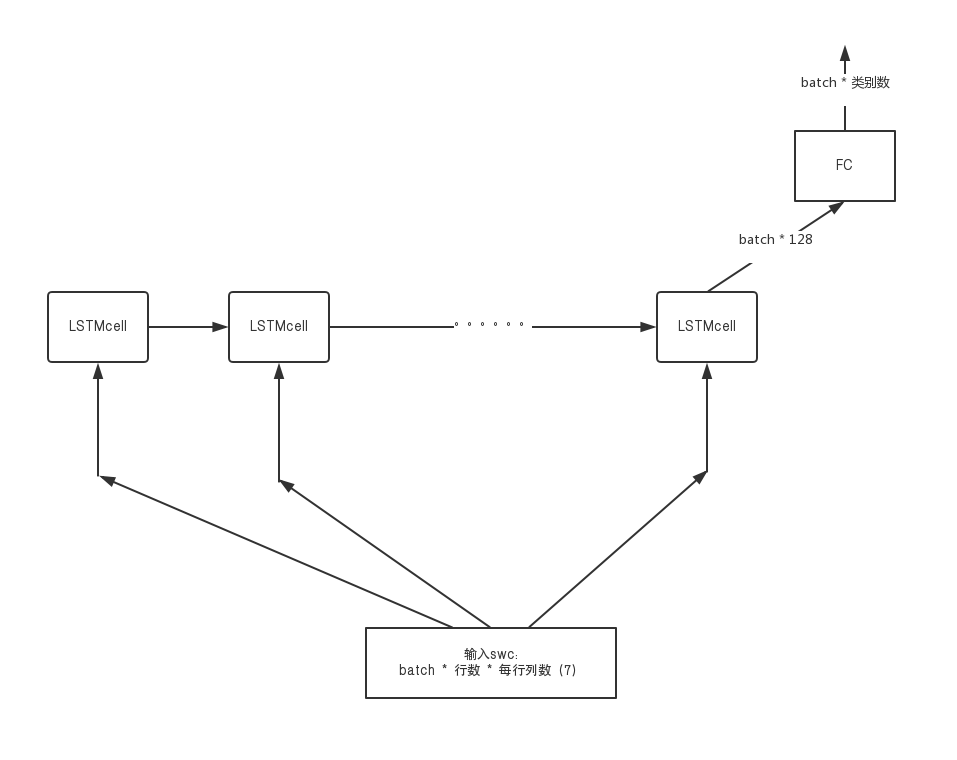 batch * 类别数
FC
batch * 128
LSTMcell
LSTMcell
。。。。。。
LSTMcell
输入swc:
batch * 行数 * 每行列数 (7)